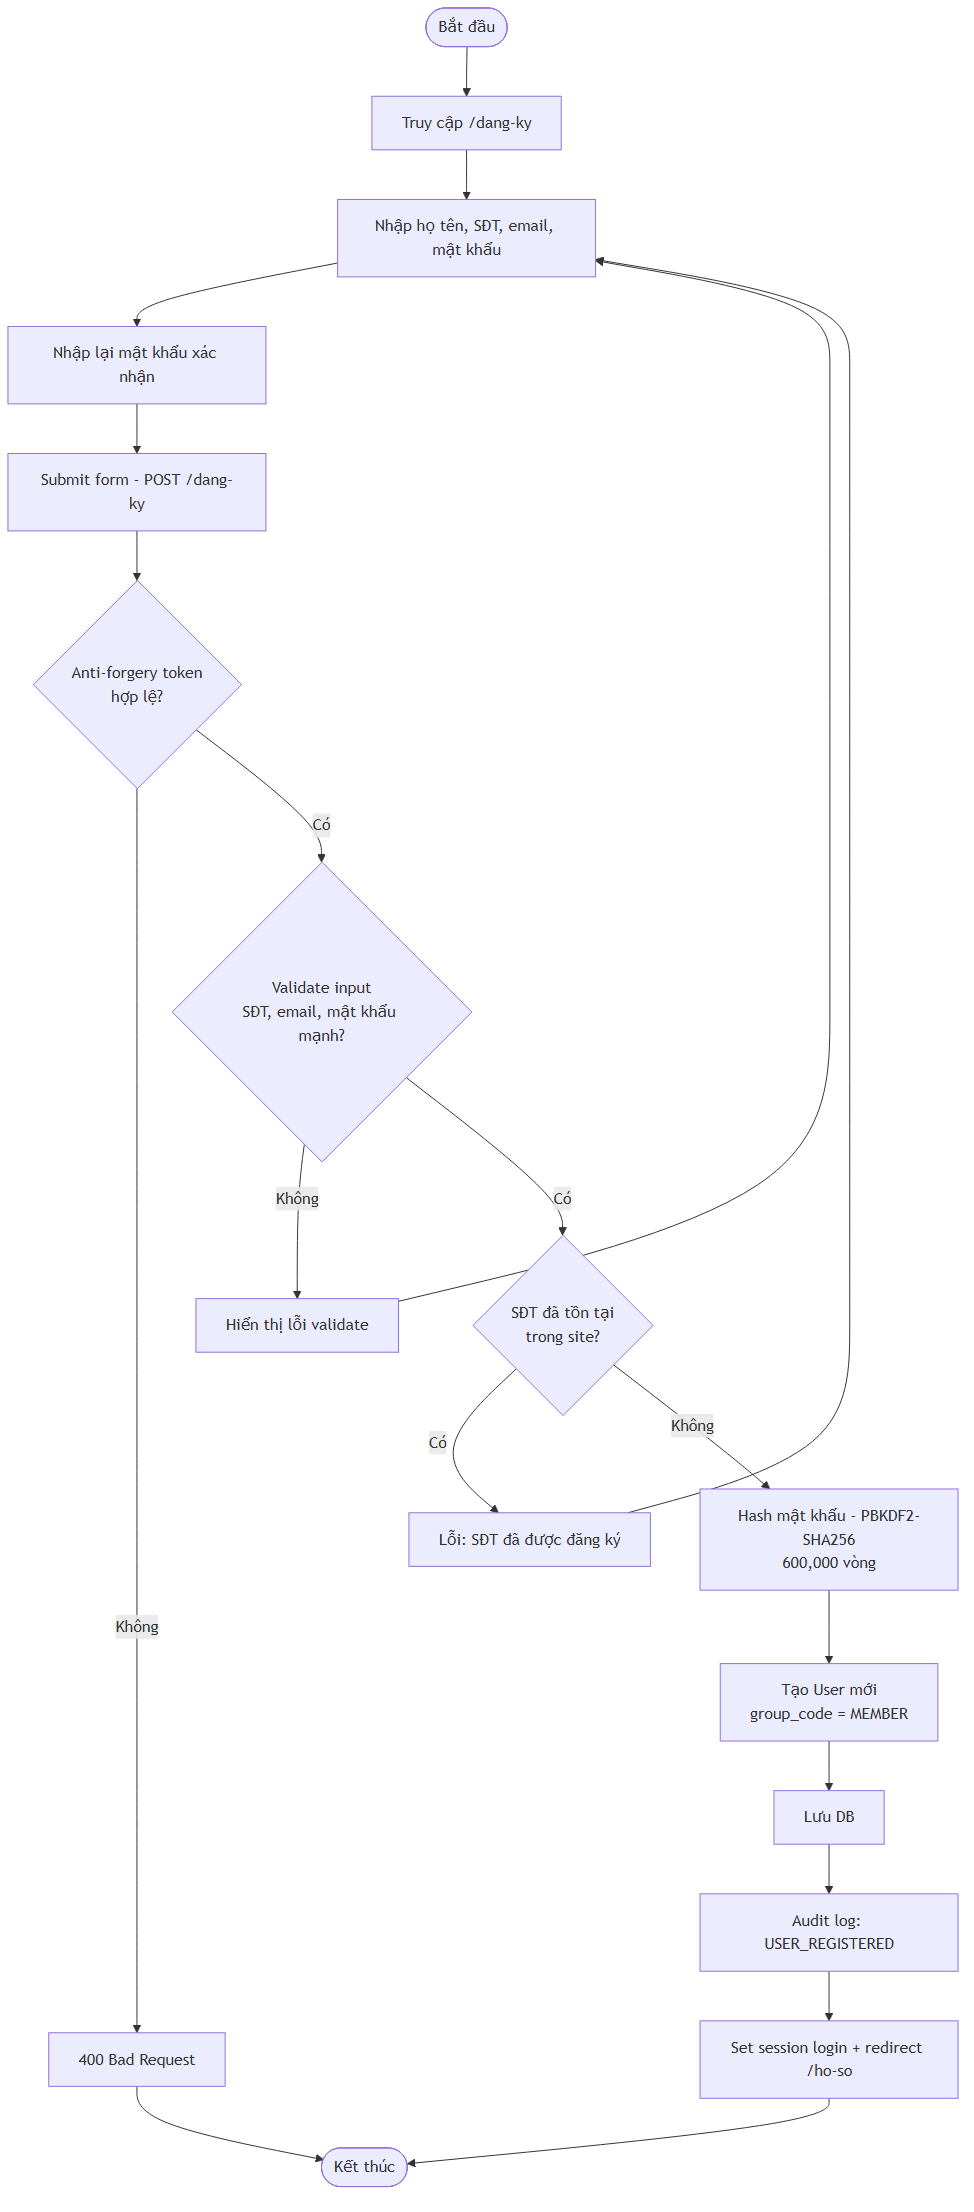 Bắt đầu
Truy cập /dang-ky
Nhập họ tên, SĐT, email,
mật khẩu
Nhập lại mật khẩu xác
nhận
Submit form - POST /dang-
ky
Anti-forgery token
hợp lệ?
Có
Validate input
SĐT, email, mật khẩu
mạnh?
Không
Có
Hiển thị lỗi validate
SĐT đã tồn tại
trong site?
Có
Không
Lỗi: SĐT đã được đăng ký
Hash mật khẩu - PBKDF2-
SHA256
600,000 vòng
Không
Tạo User mới
group_code = MEMBER
Lưu DB
Audit log:
USER_REGISTERED
400 Bad Request
Set session login + redirect
/ho-so
Kết thúc